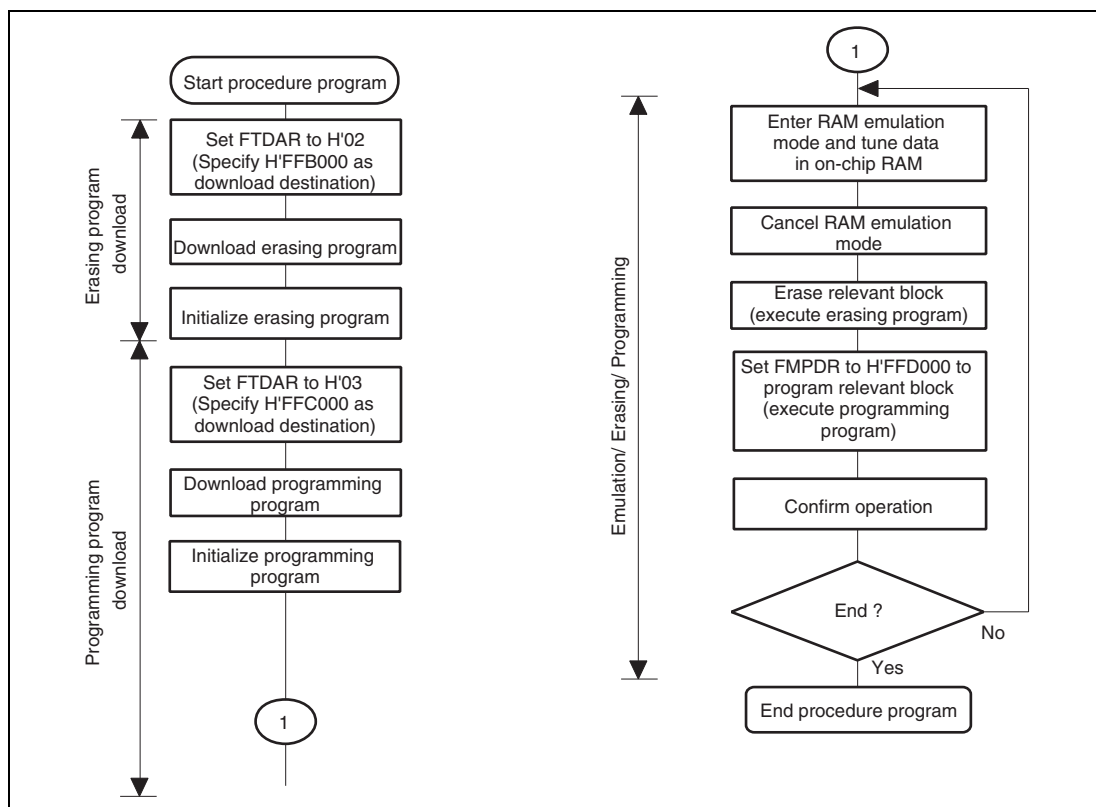 Start procedure program
Erasing program
download
Set FTDAR to H'02
(Specify H'FFB000 as
download destination)
Download erasing program
Initialize erasing program
Programming program
download
Set FTDAR to H'03
(Specify H'FFC000 as
download destination)
Download programming
program
Initialize programming
program
1
1
Emulation/ Erasing/ Programming
Enter RAM emulation
mode and tune data
in on-chip RAM
Cancel RAM emulation
mode
Erase relevant block
(execute erasing program)
Set FMPDR to H'FFD000 to
program relevant block
(execute programming
program)
Confirm operation
End ?
No
Yes
End procedure program